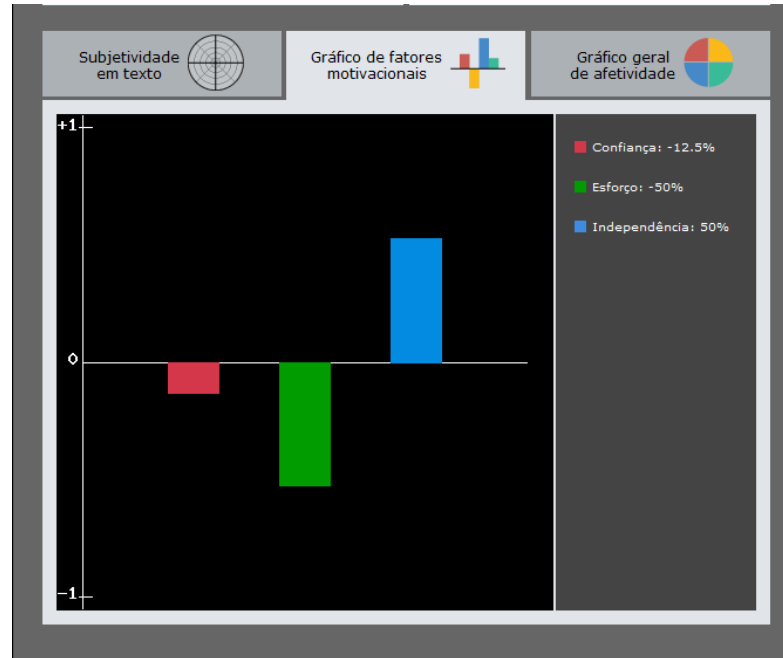 Subjetividade
em texto
Gráfico de fatores
motivacionais
Gráfico geral
de afetividade
+1
0
-1
Confiança: -12.5%
Esforço: -50%
Independência: 50%